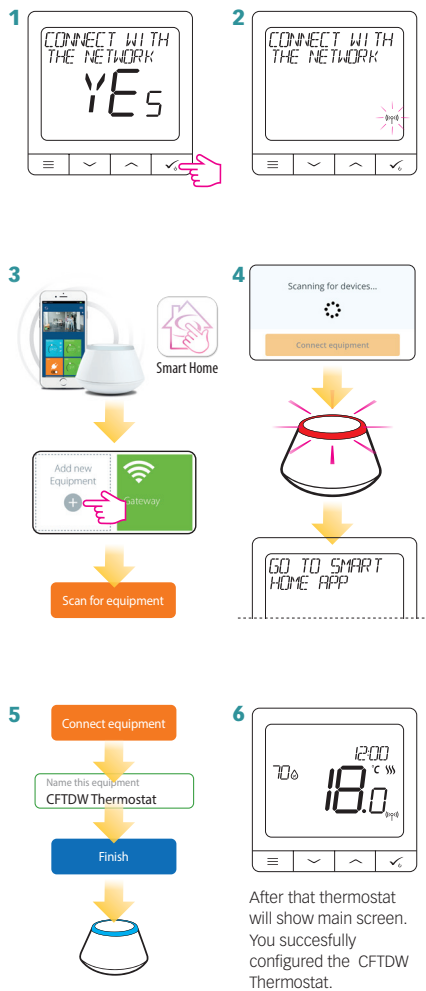 1
CONNECT WITH
THE NETWORK
YES
2
CONNECT WITH
THE NETWORK
3
Smart Home
Add new
Equipment
Gateway
Scan for equipment
4
Scanning for devices...
Connect equipment
GO TO SMART
HOME APP
5
Connect equipment
Name this equipment
CFTDW Thermostat
Finish
6
12:00
70
°C
18.0
After that thermostat
will show main screen.
You succesfully
configured the CFTDW
Thermostat.